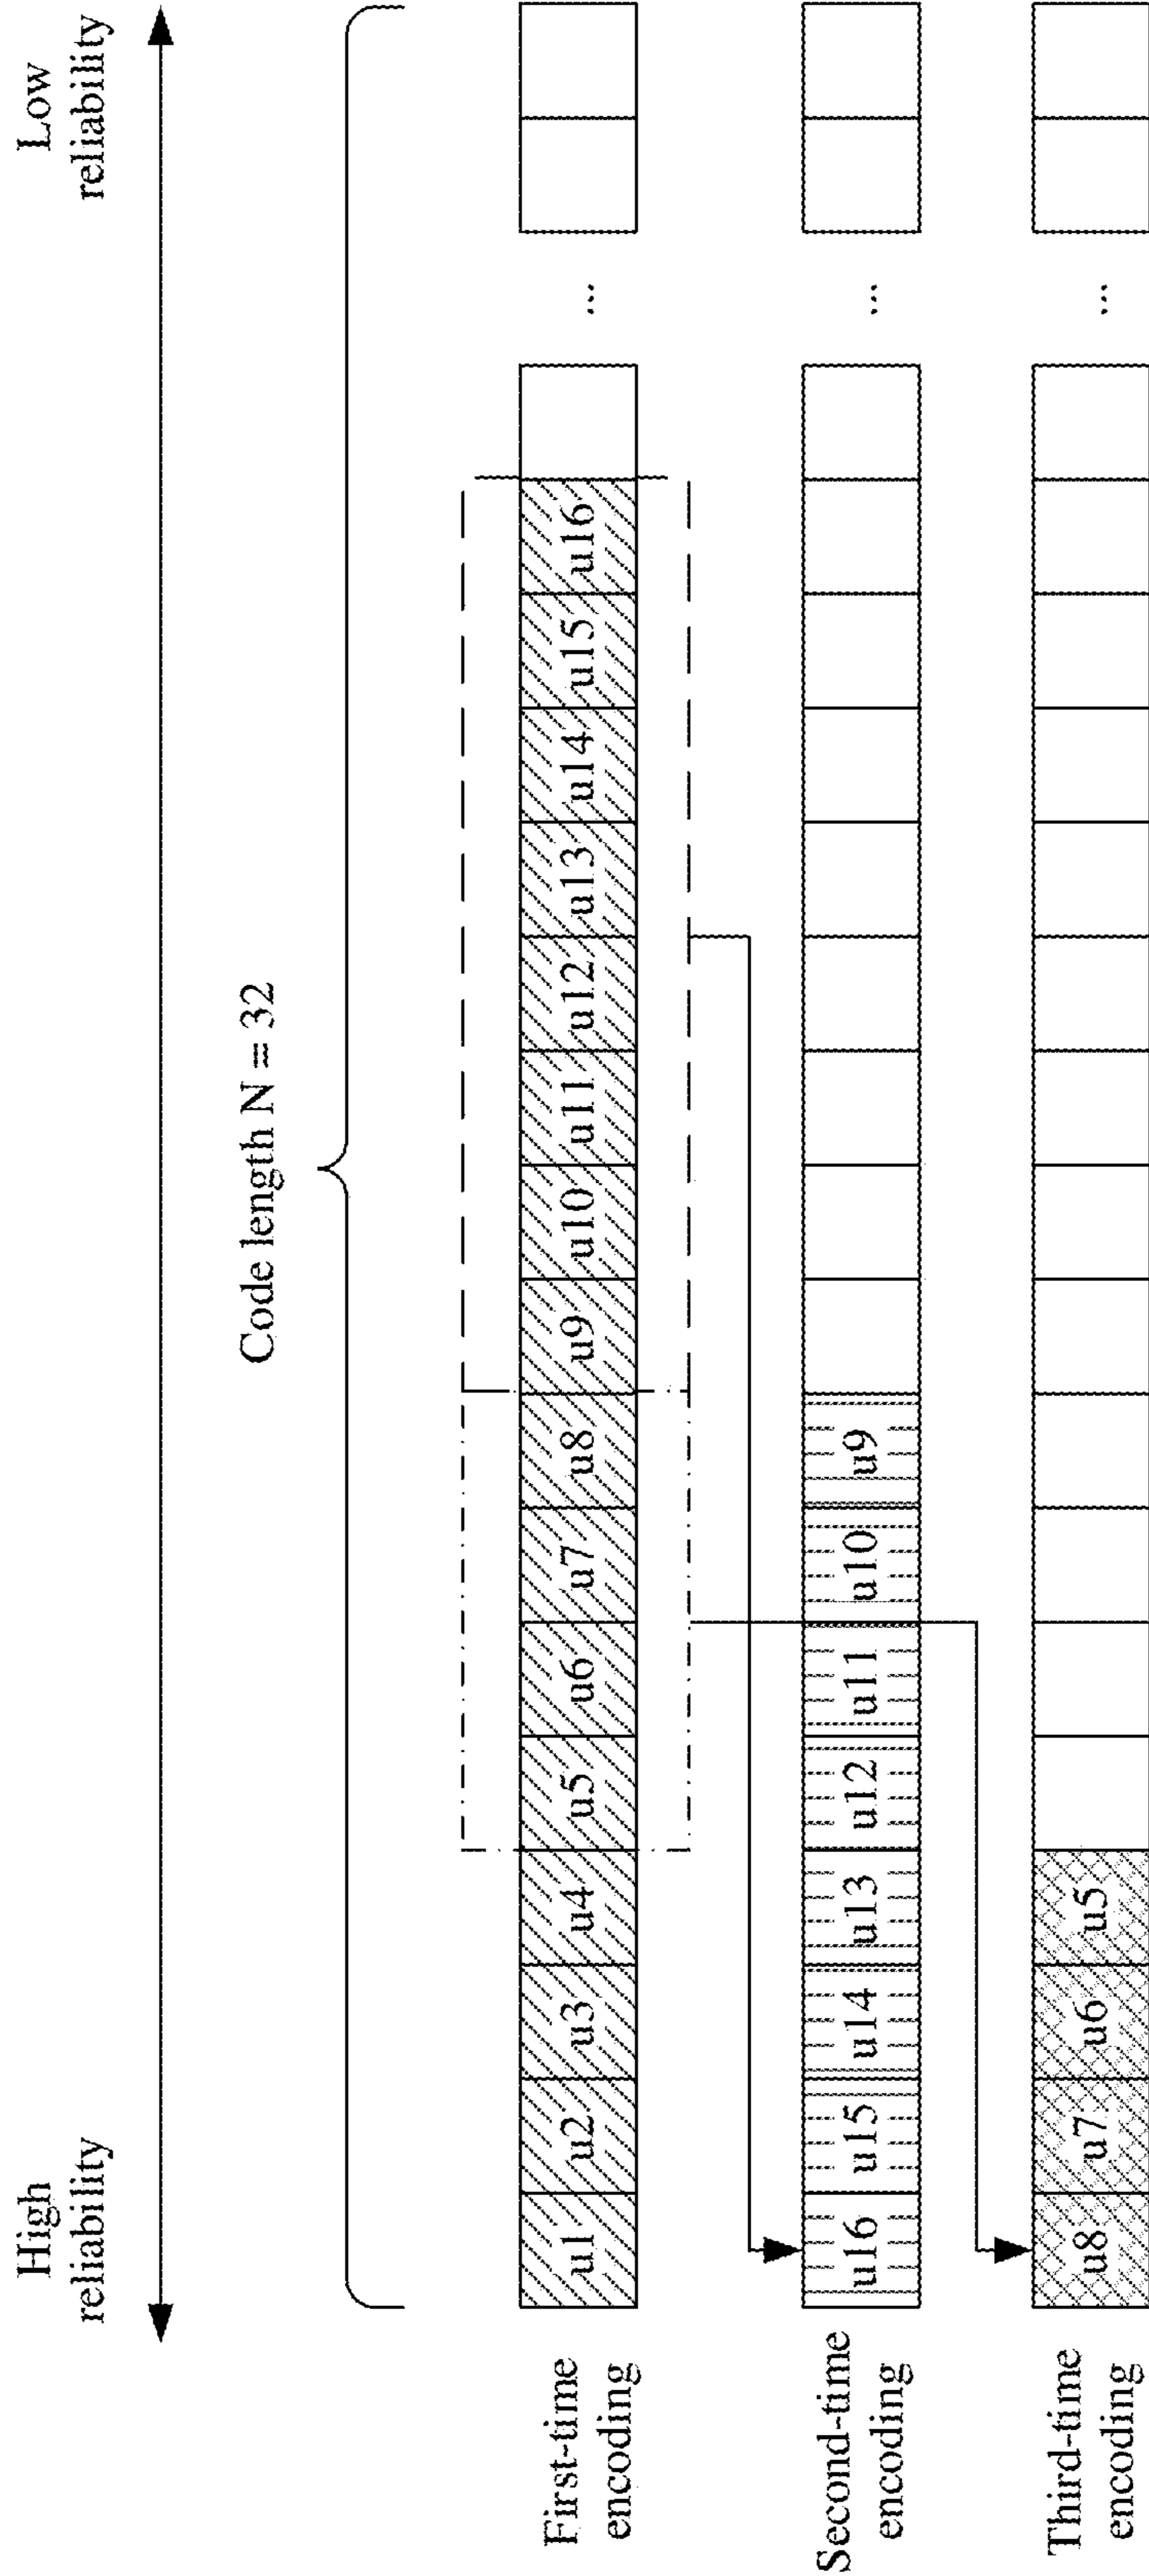 High
reliability
Low
reliability
Code length N = 32
First-time
encoding
u1 u2 u3 u4 u5 u6 u7 u8 u9 u10 u11 u12 u13 u14 u15 u16 ...
Second-time
encoding
u16 u15 u14 u13 u12 u11 u10 u9 ...
Third-time
encoding
u8 u7 u6 u5 ...